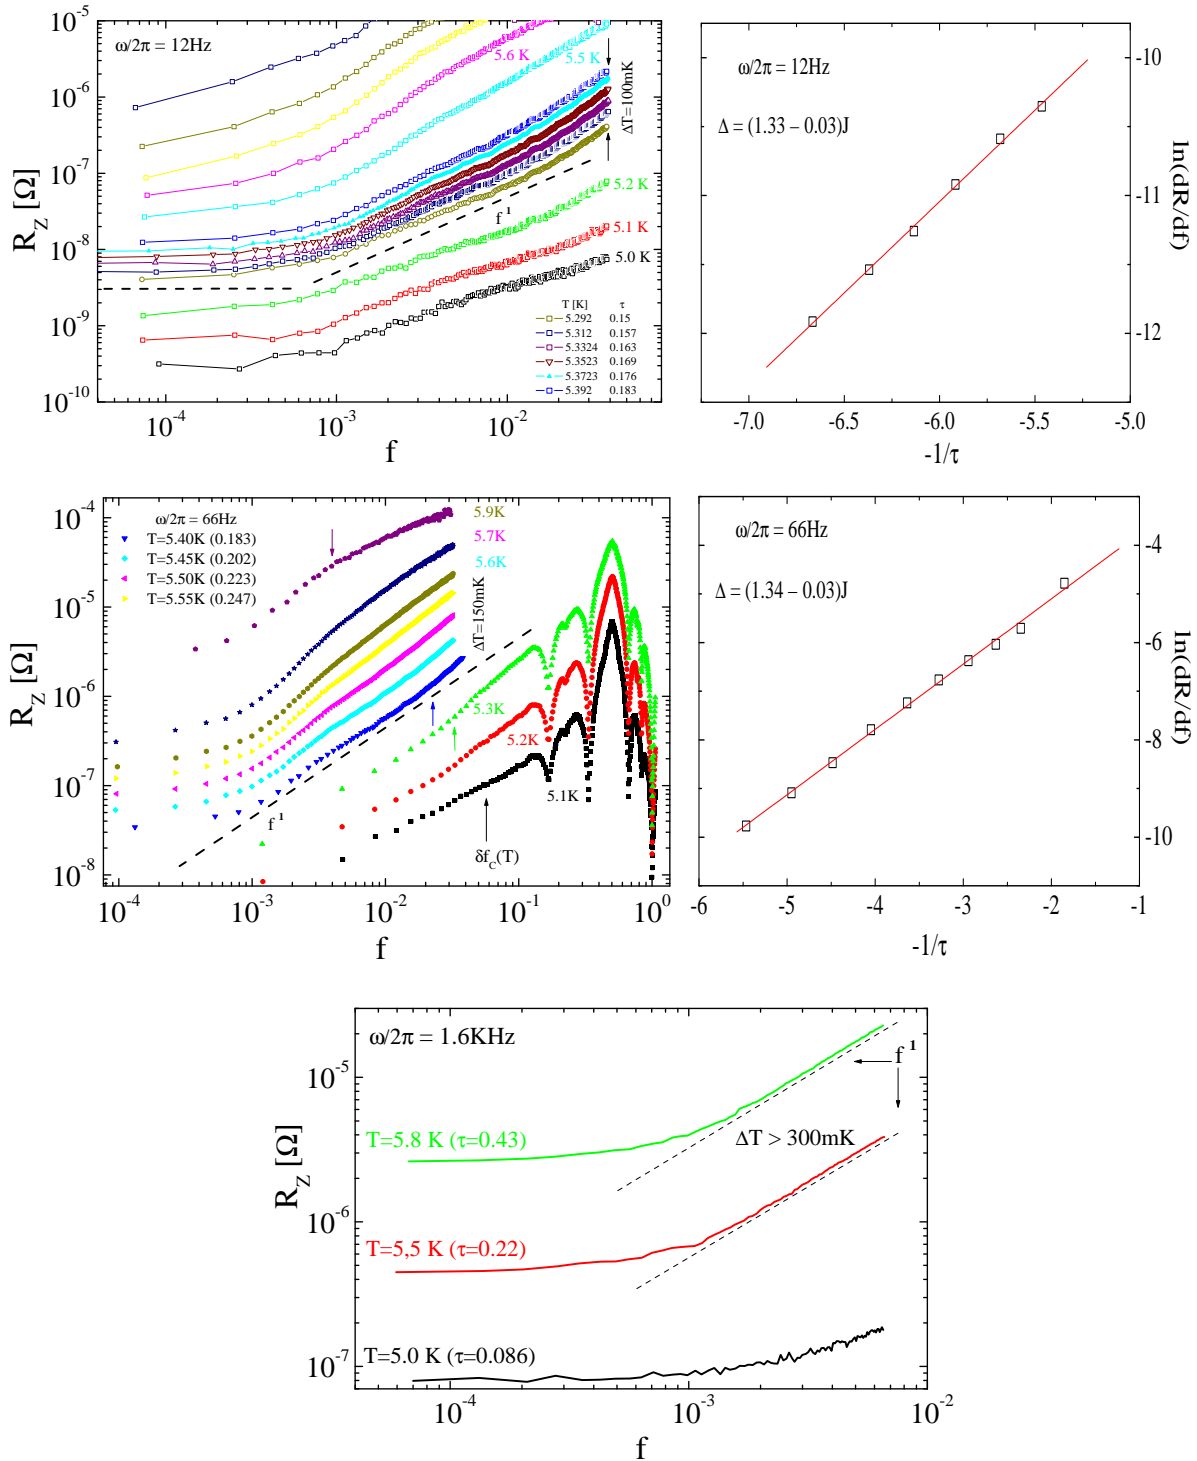 ω/2π = 12Hz
10⁻⁵
10⁻⁶
10⁻⁷
10⁻⁸
10⁻⁹
10⁻¹⁰
R_Z [Ω]
5.6 K
5.5 K
ΔT=100mK
5.2 K
5.1 K
5.0 K
f¹
T [K] τ
5.292 0.15
5.312 0.157
5.3324 0.163
5.3523 0.169
5.3723 0.176
5.392 0.183
10⁻⁴ 10⁻³ 10⁻²
f
ω/2π = 12Hz
Δ = (1.33 – 0.03)J
-10
-11
-12
ln(dR/df)
-7.0 -6.5 -6.0 -5.5 -5.0
-1/τ
10⁻⁴
10⁻⁵
10⁻⁶
10⁻⁷
10⁻⁸
R_Z [Ω]
ω/2π = 66Hz
T=5.40K (0.183)
T=5.45K (0.202)
T=5.50K (0.223)
T=5.55K (0.247)
5.9K
5.7K
5.6K
ΔT=150mK
5.3K
5.2K
5.1K
f¹
δf_C(T)
10⁻⁴ 10⁻³ 10⁻² 10⁻¹ 10⁰
f
ω/2π = 66Hz
Δ = (1.34 – 0.03)J
-4
-6
-8
-10
ln(dR/df)
-6 -5 -4 -3 -2 -1
-1/τ
ω/2π = 1.6KHz
10⁻⁵
10⁻⁶
10⁻⁷
R_Z [Ω]
f¹
T=5.8 K (τ=0.43)
ΔT > 300mK
T=5,5 K (τ=0.22)
T=5.0 K (τ=0.086)
10⁻⁴ 10⁻³ 10⁻²
f